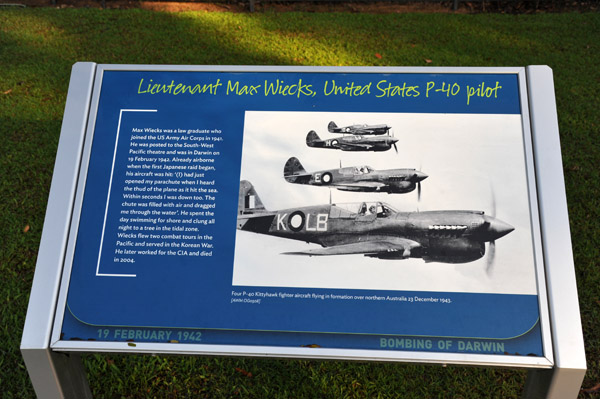 Lieutenant Max Wiecks, United States P-40 pilot
Max Wiecks was a law graduate who
joined the US Army Air Corps in 1941.
He was posted to the South-West
Pacific theatre and was in Darwin on
19 February 1942. Already airborne
when the first Japanese raid began,
his aircraft was hit: '(I) had just
opened my parachute when I heard
the thud of the plane as it hit the sea.
Within seconds I was down too. The
chute was filled with air and dragged
me through the water'. He spent the
day swimming for shore and clung all
night to a tree in the tidal zone.
Wiecks flew two combat tours in the
Pacific and served in the Korean War.
He later worked for the CIA and died
in 2004.
E
K LB
Four P-40 Kittyhawk fighter aircraft flying in formation over northern Australia 23 December 1943.
19 FEBRUARY 1942
BOMBING OF DARWIN